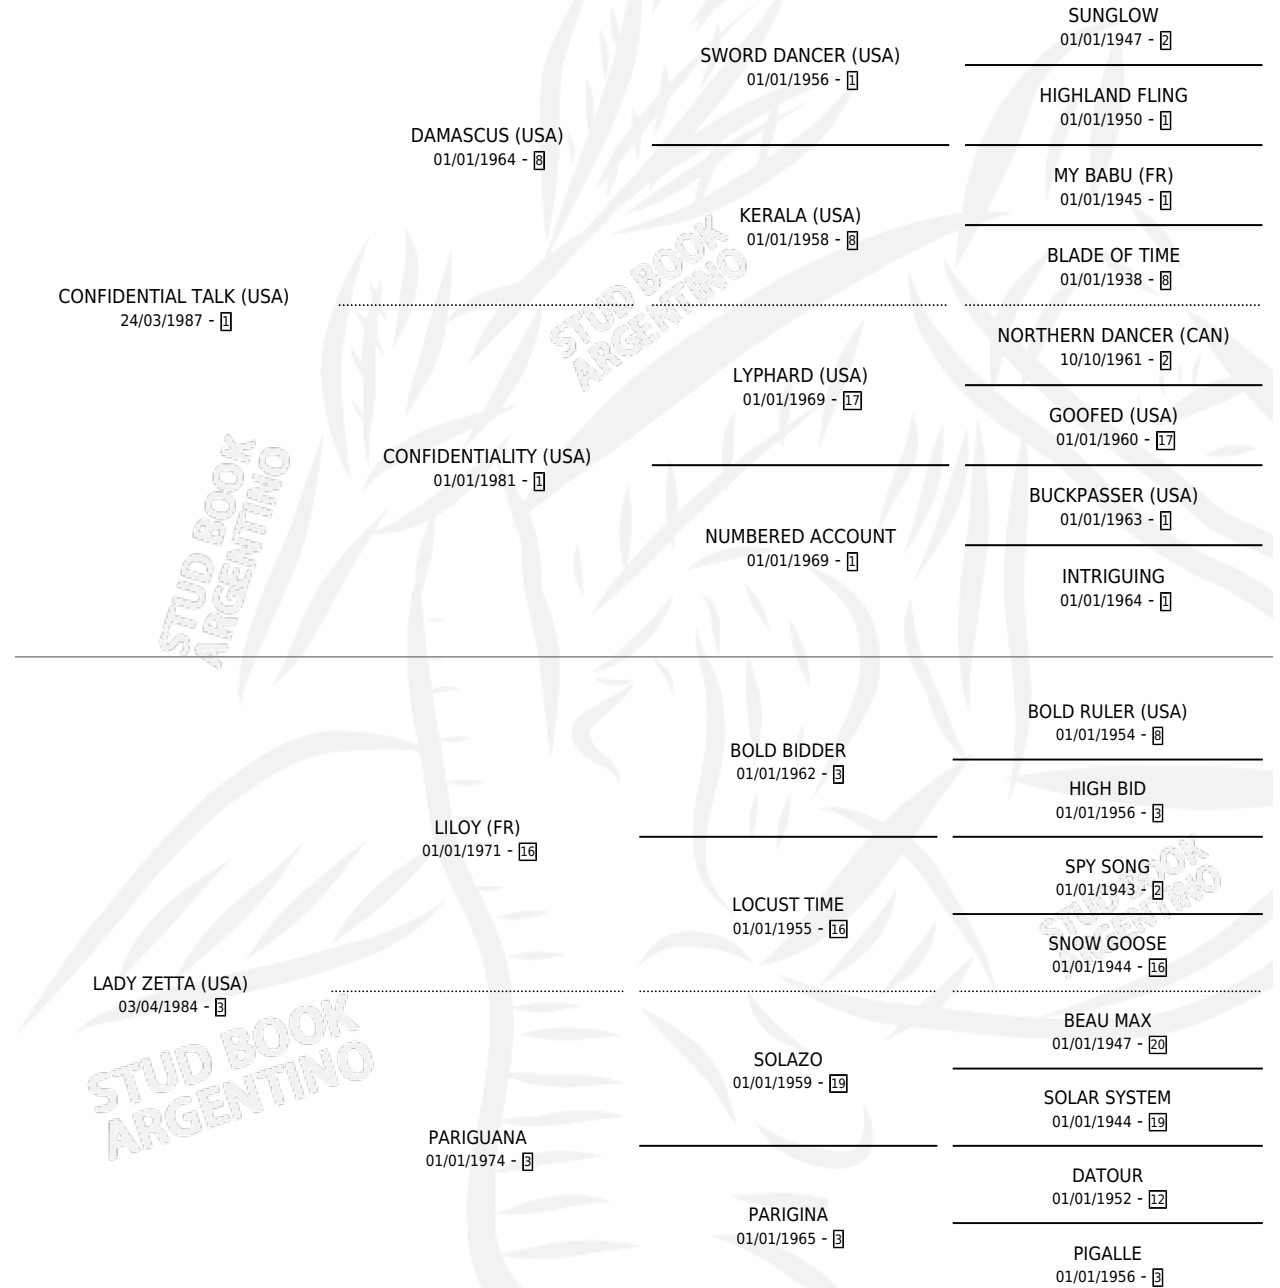 SUNGLOW
01/01/1947 - 2
SWORD DANCER (USA)
01/01/1956 - 1
HIGHLAND FLING
01/01/1950 - 1
DAMASCUS (USA)
01/01/1964 - 8
MY BABU (FR)
01/01/1945 - 1
KERALA (USA)
01/01/1958 - 8
BLADE OF TIME
01/01/1938 - 8
CONFIDENTIAL TALK (USA)
24/03/1987 - 1
NORTHERN DANCER (CAN)
10/10/1961 - 2
LYPHARD (USA)
01/01/1969 - 17
GOOFED (USA)
01/01/1960 - 17
CONFIDENTIALITY (USA)
01/01/1981 - 1
BUCKPASSER (USA)
01/01/1963 - 1
NUMBERED ACCOUNT
01/01/1969 - 1
INTRIGUING
01/01/1964 - 1
BOLD RULER (USA)
01/01/1954 - 8
BOLD BIDDER
01/01/1962 - 3
HIGH BID
01/01/1956 - 3
LILOY (FR)
01/01/1971 - 16
SPY SONG
01/01/1943 - 2
LOCUST TIME
01/01/1955 - 16
SNOW GOOSE
01/01/1944 - 16
LADY ZETTA (USA)
03/04/1984 - 3
BEAU MAX
01/01/1947 - 20
SOLAZO
01/01/1959 - 19
SOLAR SYSTEM
01/01/1944 - 19
PARIGUANA
01/01/1974 - 3
DATOUR
01/01/1952 - 12
PARIGINA
01/01/1965 - 3
PIGALLE
01/01/1956 - 3
STUD BOOK
ARGENTINO
STUD BOOK
ARGENTINO
STUD BOOK
ARGENTINO
STUD BOOK
ARGENTINO